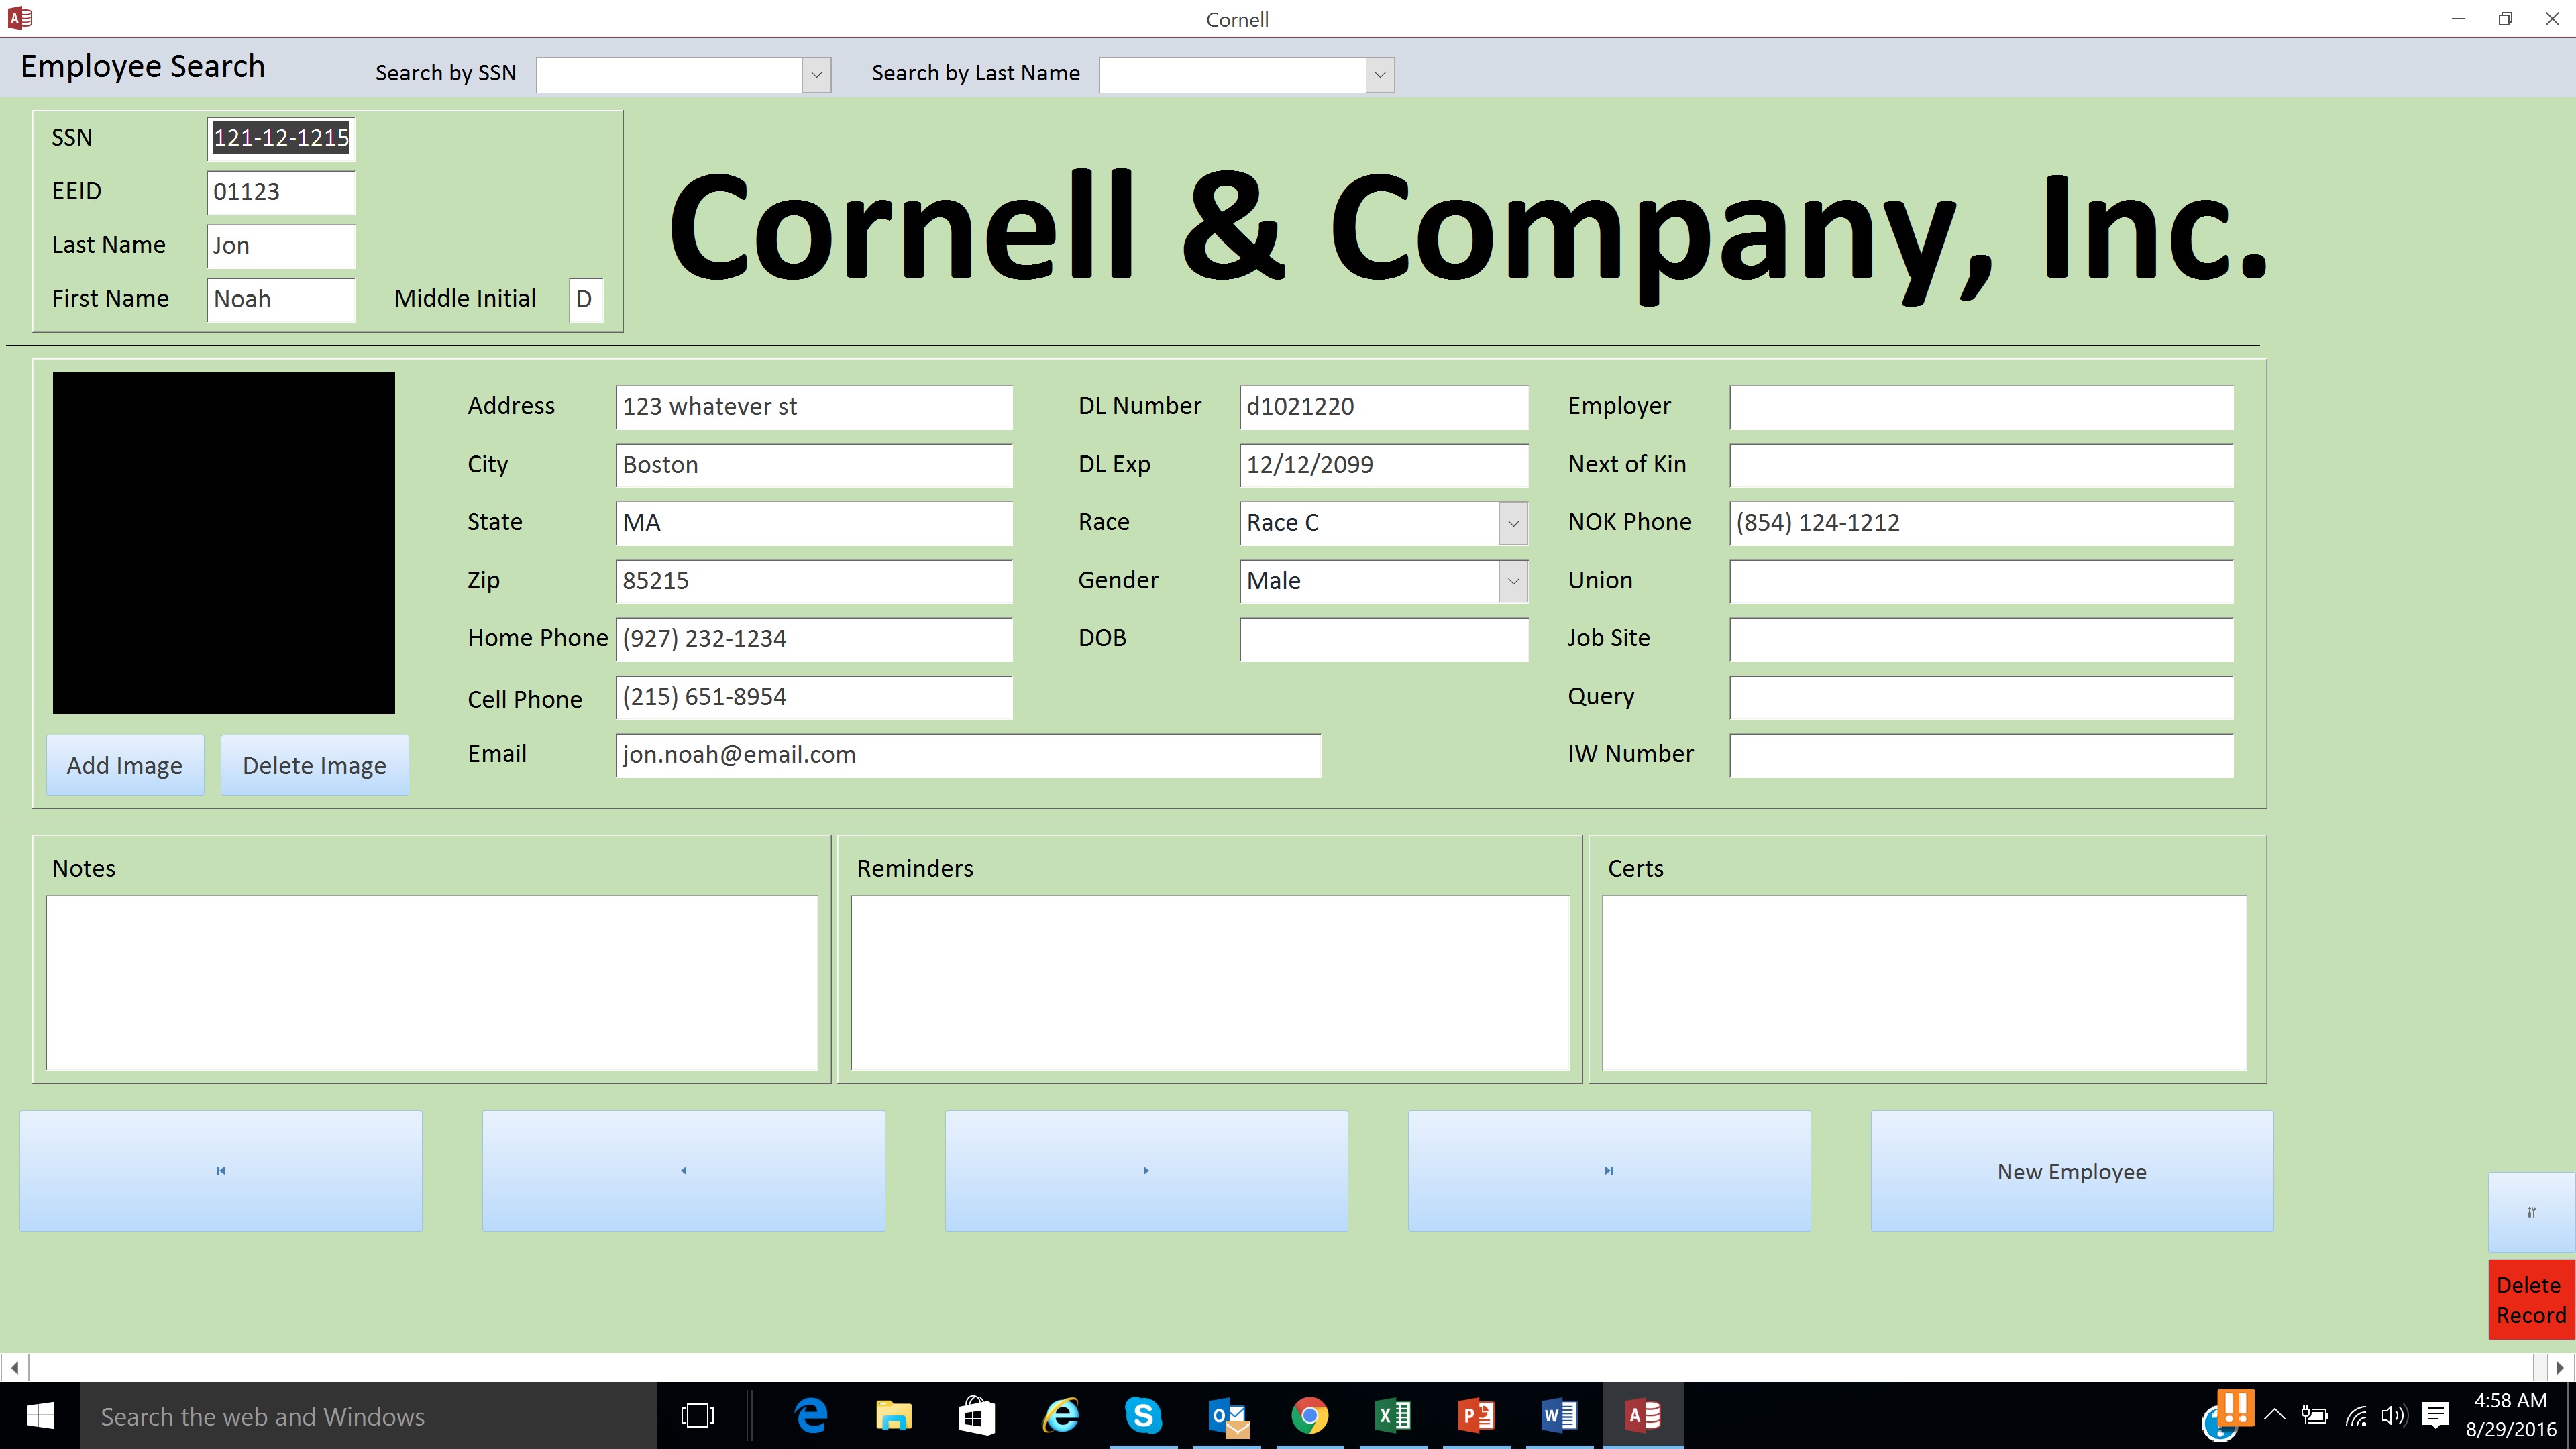 Cornell
Employee Search
Search by SSN
Search by Last Name
SSN 121-12-1215
EEID 01123
Last Name Jon
First Name Noah Middle Initial D
Cornell & Company, Inc.
Address 123 whatever st DL Number d1021220 Employer
City Boston DL Exp 12/12/2099 Next of Kin
State MA Race Race C NOK Phone (854) 124-1212
Zip 85215 Gender Male Union
Home Phone (927) 232-1234 DOB Job Site
Cell Phone (215) 651-8954 Query
Email jon.noah@email.com IW Number
Add Image Delete Image
Notes Reminders Certs
New Employee
Delete
Record
Search the web and Windows
4:58 AM
8/29/2016